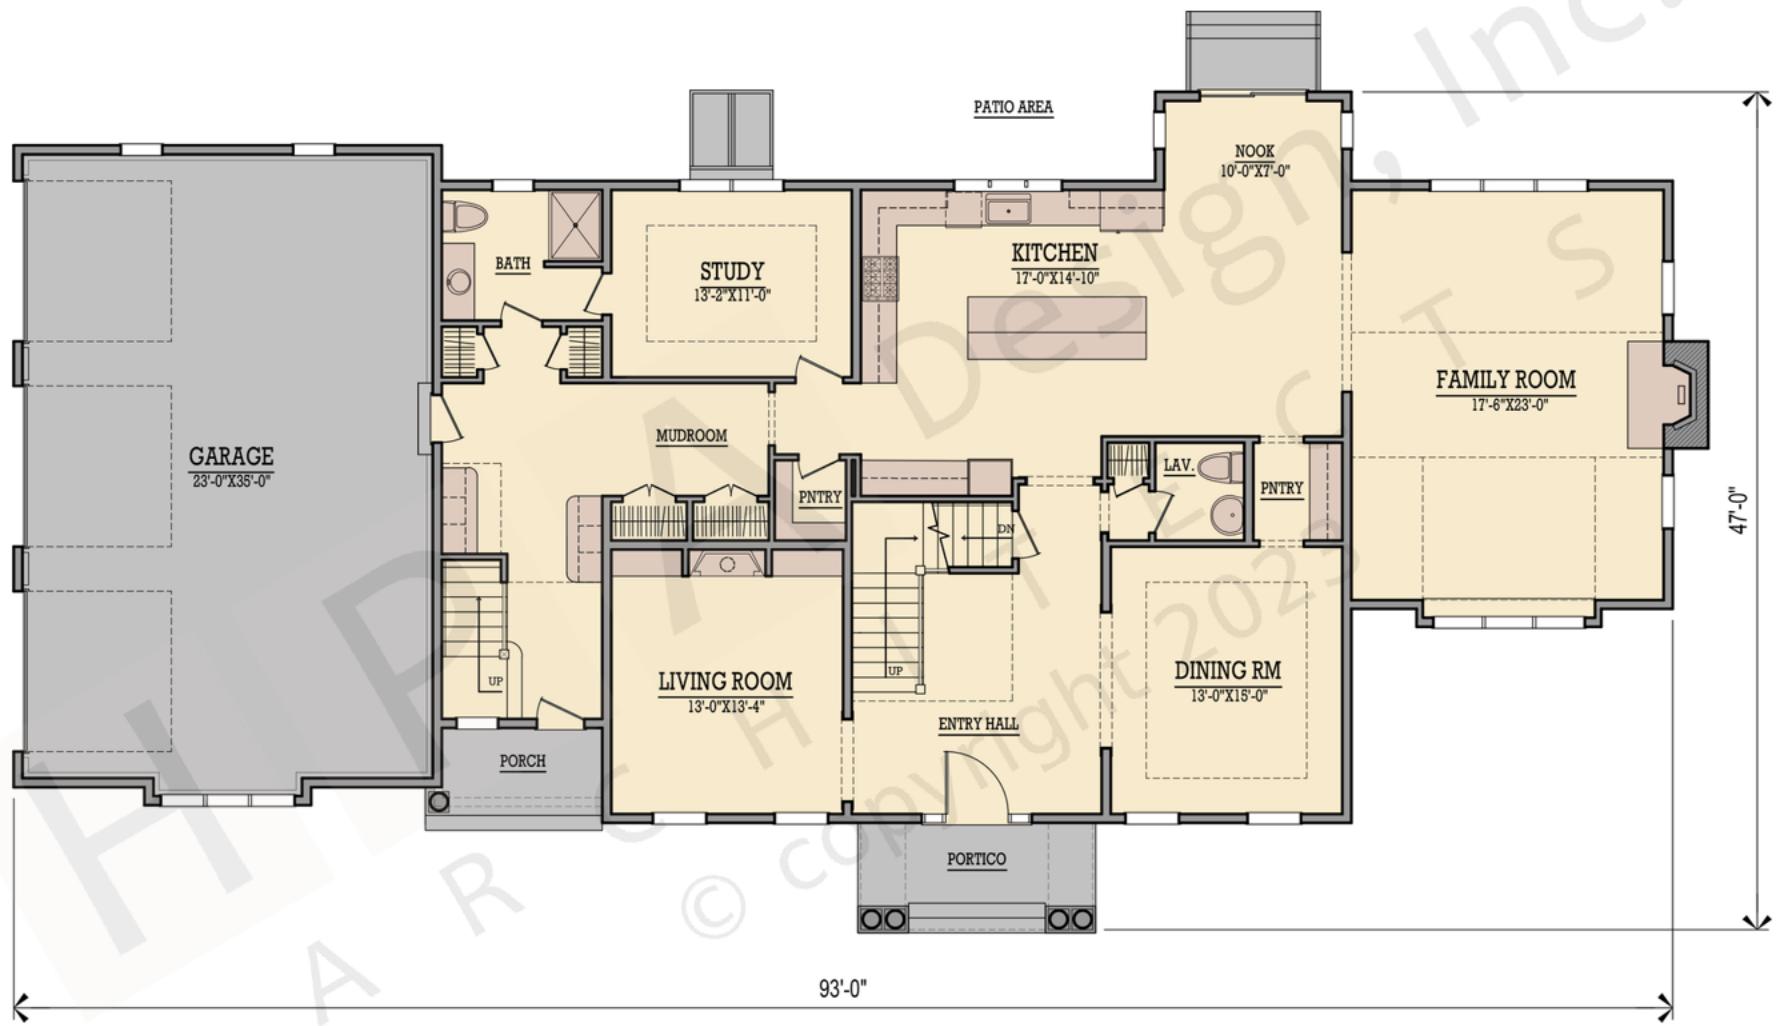 PATIO AREA
NOOK
10'-0"X7'-0"
BATH
STUDY
13'-2"X11'-0"
KITCHEN
17'-0"X14'-10"
FAMILY ROOM
17'-6"X23'-0"
GARAGE
23'-0"X35'-0"
MUDROOM
PNTRY
LAV.
PNTRY
DN
UP
UP
LIVING ROOM
13'-0"X13'-4"
ENTRY HALL
DINING RM
13'-0"X15'-0"
PORCH
PORTICO
47'-0"
93'-0"
HPA Design, Inc.
ARCHITECTS
© copyright 2023